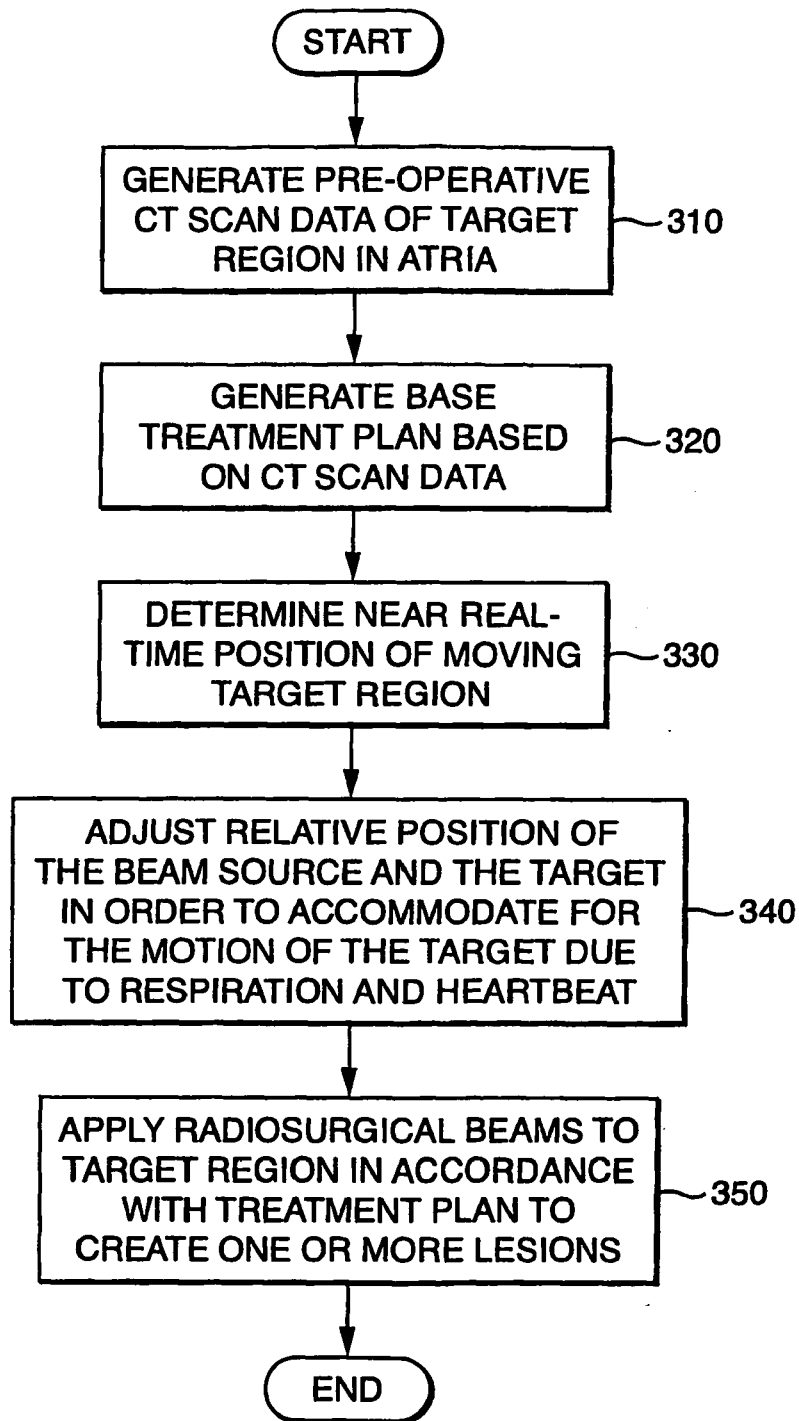 START
GENERATE PRE-OPERATIVE
CT SCAN DATA OF TARGET
REGION IN ATRIA
310
GENERATE BASE
TREATMENT PLAN BASED
ON CT SCAN DATA
320
DETERMINE NEAR REAL-
TIME POSITION OF MOVING
TARGET REGION
330
ADJUST RELATIVE POSITION OF
THE BEAM SOURCE AND THE TARGET
IN ORDER TO ACCOMMODATE FOR
THE MOTION OF THE TARGET DUE
TO RESPIRATION AND HEARTBEAT
340
APPLY RADIOSURGICAL BEAMS TO
TARGET REGION IN ACCORDANCE
WITH TREATMENT PLAN TO
CREATE ONE OR MORE LESIONS
350
END